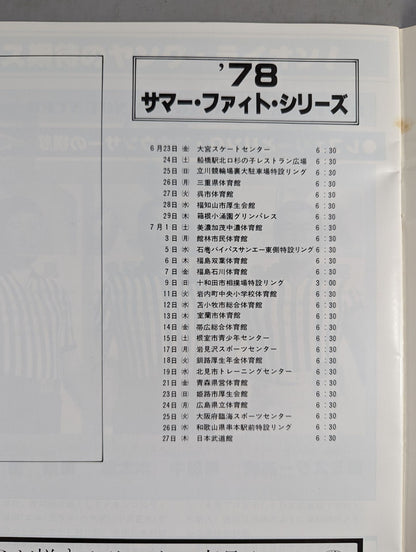 '78
サマー・ファイト・シリーズ
6月23日㊎ 大宮スケートセンター 6:30
24日㊏ 船橋駅北口杉の子レストラン広場 6:30
25日㊐ 立川競輪場裏大駐車場特設リング 6:30
26日㊊ 三重県体育館 6:30
27日㊋ 呉市体育館 6:30
28日㊌ 福知山市厚生会館 6:30
29日㊍ 箱根小涌園グリンパレス 6:30
7月1日㊏ 美濃加茂中濃体育館 6:30
3日㊊ 館林市民体育館 6:30
5日㊌ 石巻バイパスサンエー東側特設リング 6:30
6日㊍ 福島双葉体育館 6:30
7日㊎ 福島石川体育館 6:30
9日㊐ 十和田市相撲場特設リング 3:00
11日㊋ 岩内町中央小学校体育館 6:30
12日㊌ 苫小牧市総合体育館 6:30
13日㊍ 室蘭市体育館 6:30
14日㊎ 帯広総合体育館 6:30
15日㊏ 根室市青少年センター 6:30
17日㊊ 岩見沢スポーツセンター 6:30
18日㊋ 釧路厚生年金体育館 6:30
19日㊌ 北見市トレーニングセンター 6:30
21日㊎ 青森県営体育館 6:30
23日㊐ 姫路市厚生会館 6:30
24日㊊ 広島県立体育館 6:30
25日㊋ 大阪府臨海スポーツセンター 6:30
26日㊌ 和歌山県串本駅前特設リング 6:30
27日㊍ 日本武道館 6:30